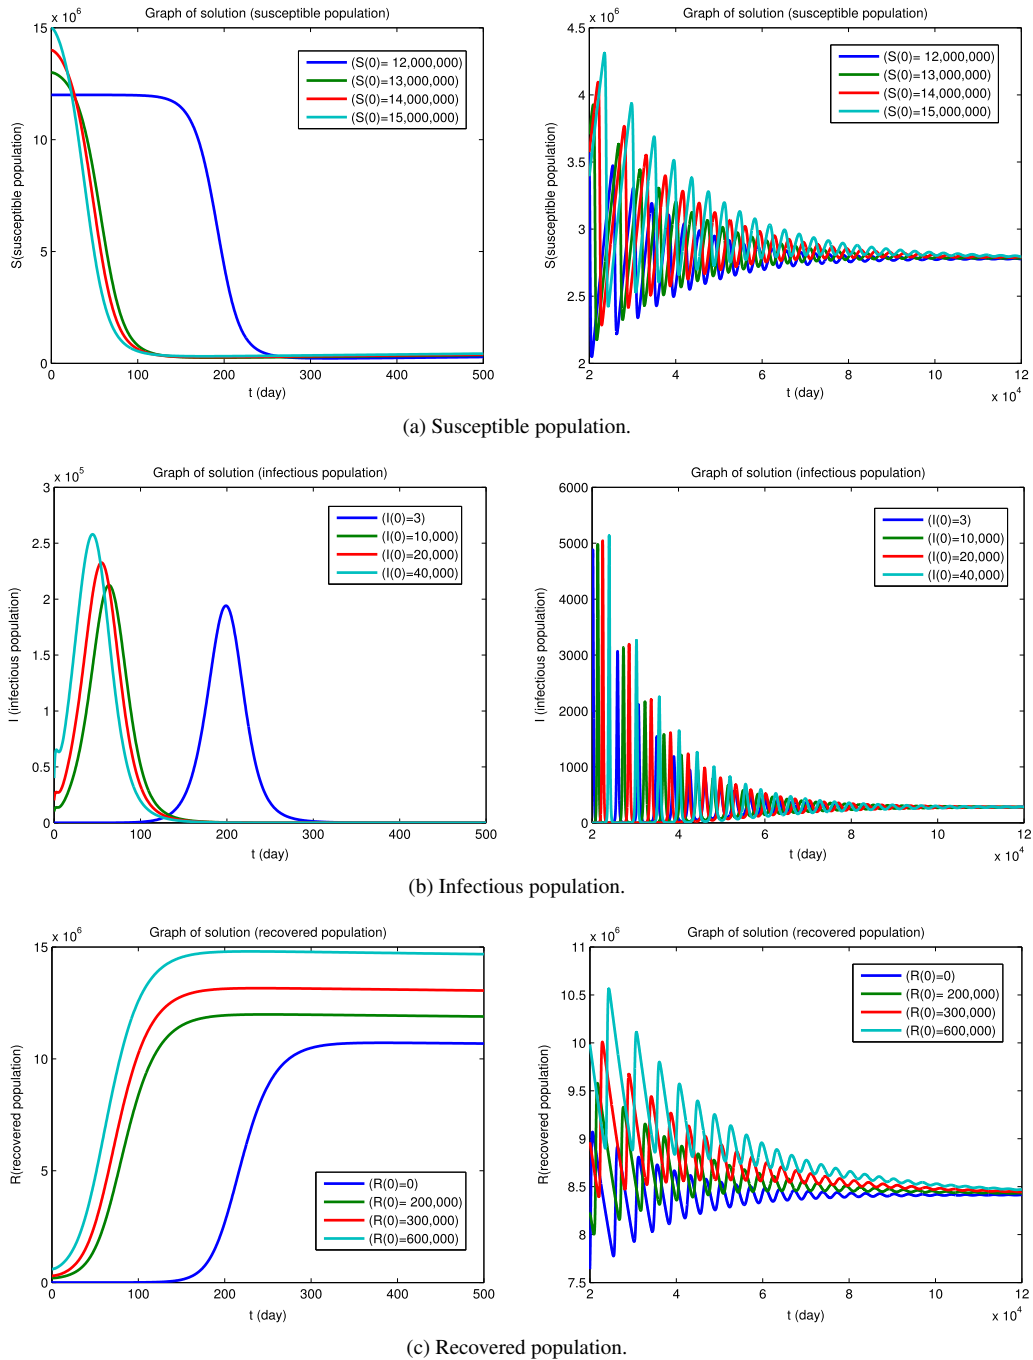 Graph of solution (susceptible population)
x 10^6
15
10
5
0
0 100 200 300 400 500
S(susceptible population)
t (day)
(S(0)= 12,000,000)
(S(0)=13,000,000)
(S(0)=14,000,000)
(S(0)=15,000,000)
Graph of solution (susceptible population)
x 10^6
4.5
4
3.5
3
2.5
2
2 4 6 8 10 12
x 10^4
S(susceptible population)
t (day)
(S(0)= 12,000,000)
(S(0)=13,000,000)
(S(0)=14,000,000)
(S(0)=15,000,000)
(a) Susceptible population.
Graph of solution (infectious population)
x 10^5
3
2.5
2
1.5
1
0.5
0
0 100 200 300 400 500
I (infectious population)
t (day)
(I(0)=3)
(I(0)=10,000)
(I(0)=20,000)
(I(0)=40,000)
Graph of solution (infectious population)
6000
5000
4000
3000
2000
1000
0
2 4 6 8 10 12
x 10^4
I (infectious population)
t (day)
(I(0)=3)
(I(0)=10,000)
(I(0)=20,000)
(I(0)=40,000)
(b) Infectious population.
Graph of solution (recovered population)
x 10^6
15
10
5
0
0 100 200 300 400 500
R(recovered population)
t (day)
(R(0)=0)
(R(0)= 200,000)
(R(0)=300,000)
(R(0)=600,000)
Graph of solution (recovered population)
x 10^6
11
10.5
10
9.5
9
8.5
8
7.5
2 4 6 8 10 12
x 10^4
R(recovered population)
t (day)
(R(0)=0)
(R(0)= 200,000)
(R(0)=300,000)
(R(0)=600,000)
(c) Recovered population.